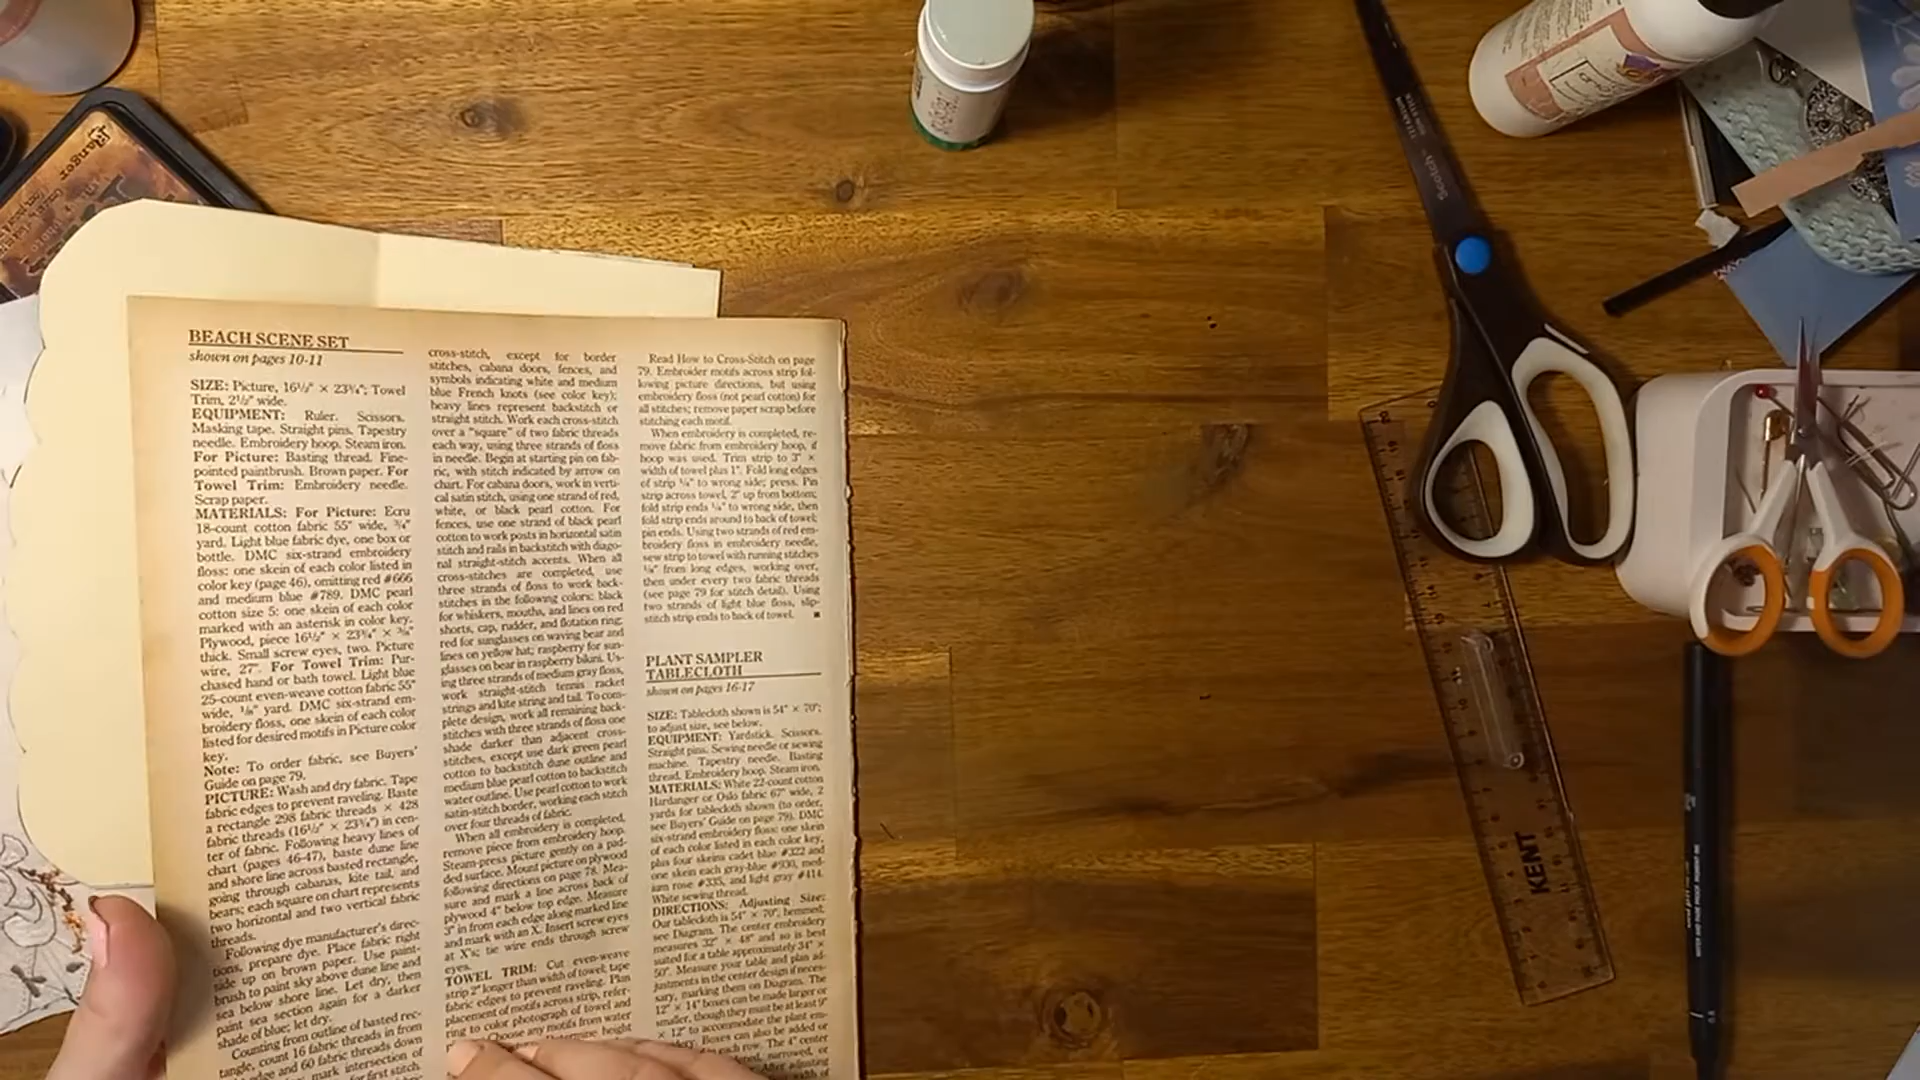 BEACH SCENE SET
shown on pages 10-11
SIZE: Picture, 16½" × 23¾"; Towel
Trim, 2½" wide.
EQUIPMENT: Ruler. Scissors.
Masking tape. Straight pins. Tapestry
needle. Embroidery hoop. Steam iron.
For Picture: Basting thread. Fine-
pointed paintbrush. Brown paper. For
Towel Trim: Embroidery needle.
Scrap paper.
MATERIALS: For Picture: Ecru
18-count cotton fabric 55" wide, ¾
yard. Light blue fabric dye, one box or
bottle. DMC six-strand embroidery
floss: one skein of each color listed in
color key (page 46), omitting red #666
and medium blue #789. DMC pearl
cotton size 5: one skein of each color
marked with an asterisk in color key.
Plywood, piece 16½" × 23¾" ×
thick. Small screw eyes, two. Picture
wire, 27". For Towel Trim: Pur-
chased hand or bath towel. Light blue
25-count even-weave cotton fabric 55"
wide, ⅛ yard. DMC six-strand em-
broidery floss, one skein of each color
listed for desired motifs in Picture color
key.
Note: To order fabric, see Buyers'
Guide on page 79.
PICTURE: Wash and dry fabric. Tape
fabric edges to prevent raveling. Baste
a rectangle 298 fabric threads × 428
fabric threads (16½" × 23¾") in cen-
ter of fabric. Following heavy lines of
chart (pages 46-47), baste dune line
and shore line across basted rectangle,
going through cabanas, kite tail, and
bears; each square on chart represents
two horizontal and two vertical fabric
threads.
Following dye manufacturer's direc-
tions, prepare dye. Place fabric right
side up on brown paper. Use paint-
brush to paint sky above dune line and
sea below shore line. Let dry, then
paint sea section again for a darker
shade of blue; let dry.
Counting from outline of basted rec-
tangle, count 16 fabric threads in from
edge and 60 fabric threads down
mark intersection of
for first stitch.
cross-stitch, except for border
stitches, cabana doors, fences, and
symbols indicating white and medium
blue French knots (see color key);
heavy lines represent backstitch or
straight stitch. Work each cross-stitch
over a "square" of two fabric threads
each way, using three strands of floss
in needle. Begin at starting pin on fab-
ric, with stitch indicated by arrow on
chart. For cabana doors, work in verti-
cal satin stitch, using one strand of red,
white, or black pearl cotton. For
fences, use one strand of black pearl
cotton to work posts in horizontal satin
stitch and rails in backstitch with diago-
nal straight-stitch accents. When all
cross-stitches are completed, use
three strands of floss to work back-
stitches in the following colors: black
for whiskers, mouths, and lines on red
shorts, cap, rudder, and flotation ring;
red for sunglasses on waving bear and
lines on yellow hat; raspberry for sun-
glasses on bear in raspberry bikini. Us-
ing three strands of medium gray floss,
work straight-stitch tennis racket
strings and kite string and tail. To com-
plete design, work all remaining back-
stitches with three strands of floss one
shade darker than adjacent cross-
stitches, except use dark green pearl
cotton to backstitch dune outline and
medium blue pearl cotton to backstitch
water outline. Use pearl cotton to work
satin-stitch border, working each stitch
over four threads of fabric.
When all embroidery is completed,
remove piece from embroidery hoop.
Steam-press picture gently on a pad-
ded surface. Mount picture on plywood
following directions on page 78. Mea-
sure and mark a line across back of
plywood 4" below top edge. Measure
3" in from each edge along marked line
and mark with an X. Insert screw eyes
at X's; tie wire ends through screw
eyes.
TOWEL TRIM: Cut even-weave
strip 2" longer than width of towel; tape
fabric edges to prevent raveling. Plan
placement of motifs across strip, refer-
ring to color photograph of towel and
Choose any motifs from water
Determine height
Read How to Cross-Stitch on page
79. Embroider motifs across strip fol-
lowing picture directions, but using
embroidery floss (not pearl cotton) for
all stitches; remove paper scrap before
stitching each motif.
When embroidery is completed, re-
move fabric from embroidery hoop, if
hoop was used. Trim strip to 3" ×
width of towel plus 1". Fold long edges
of strip ¼" to wrong side; press. Pin
strip across towel, 2" up from bottom;
fold strip ends ¼" to wrong side, then
fold strip ends around to back of towel;
pin ends. Using two strands of red em-
broidery floss in embroidery needle,
sew strip to towel with running stitches
⅛" from long edges, working over,
then under every two fabric threads
(see page 79 for stitch detail). Using
two strands of light blue floss, slip-
stitch strip ends to back of towel. ■
PLANT SAMPLER
TABLECLOTH
shown on pages 16-17
SIZE: Tablecloth shown is 54" × 70";
to adjust size, see below.
EQUIPMENT: Yardstick. Scissors.
Straight pins. Sewing needle or sewing
machine. Tapestry needle. Basting
thread. Embroidery hoop. Steam iron.
MATERIALS: White 22-count cotton
Hardanger or Oslo fabric 67" wide, 2
yards for tablecloth shown (to order,
see Buyers' Guide on page 79). DMC
six-strand embroidery floss: one skein
of each color listed in each color key,
plus four skeins cadet blue #322 and
one skein each gray-blue #930, med-
ium rose #335, and light gray #414.
White sewing thread.
DIRECTIONS: Adjusting Size:
Our tablecloth is 54" × 70", hemmed;
see Diagram. The center embroidery
measures 32" × 48" and so is best
suited for a table approximately 34" ×
50". Measure your table and plan ad-
justments in the center design if neces-
sary, marking them on Diagram. The
12" × 14" boxes can be made larger or
smaller, though they must be at least 9"
× 12" to accommodate the plant em-
Boxes can also be added or
in each row. The 4" center
narrowed, or
After adjusting
width of
Scotch
TITANIUM
KENT